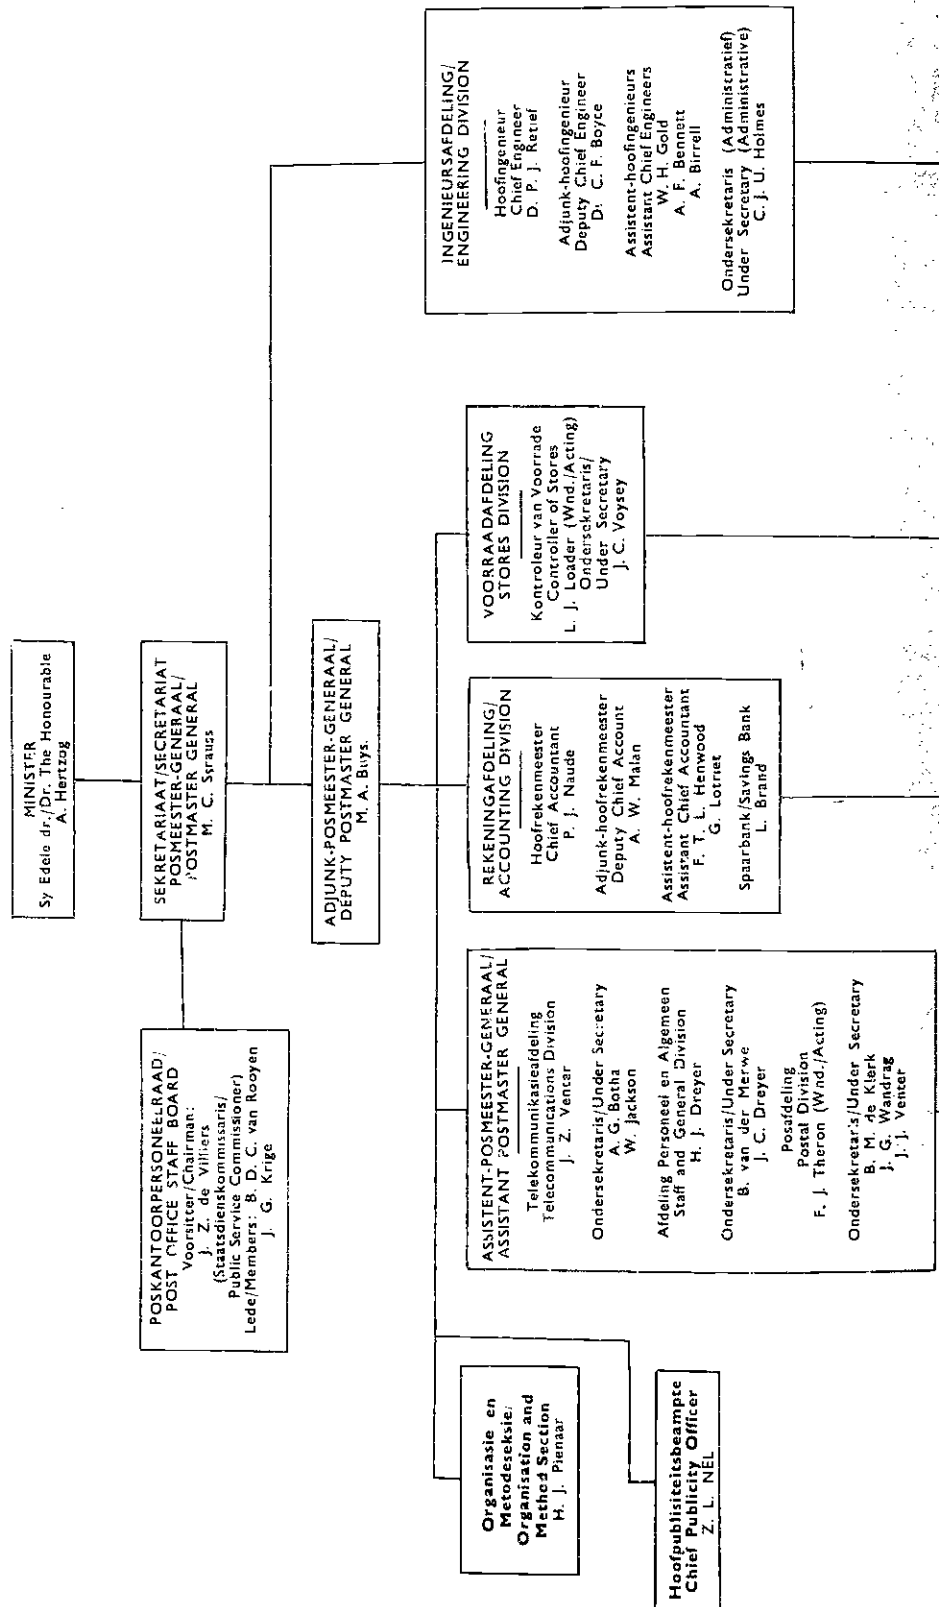 MINISTER
Sy Edele dr./Dr. The Honourable
A. Hertzog
SEKRETARIAAT/SECRETARIAT
POSMEESTER-GENERAAL/
POSTMASTER GENERAL
M. C. Strauss
POSKANTOORPERSONEELRAAD/
POST OFFICE STAFF BOARD
Voorsitter/Chairman:
J. Z. de Villiers
(Staatsdienskommissaris/
Public Service Commissioner)
Lede/Members: B. D. C. van Rooyen
J. G. Krige
ADJUNK-POSMEESTER-GENERAAL/
DEPUTY POSTMASTER GENERAL
M. A. Buys.
Organisasie en
Metodeseksie/
Organisation and
Method Section
H. J. Pienaar
Hoofpublisiteitsbeampte
Chief Publicity Officer
Z. L. NEL
ASSISTENT-POSMEESTER-GENERAAL/
ASSISTANT POSTMASTER GENERAL
Telekommunikasieafdeling
Telecommunications Division
J. Z. Ventar
Ondersekretaris/Under Secretary
A. G. Botha
W. Jackson
Afdeling Personeel en Algemeen
Staff and General Division
H. J. Dreyer
Ondersekretaris/Under Secretary
B. van der Merwe
J. C. Dreyer
Posafdeling
Postal Division
F. J. Theron (Wnd./Acting)
Ondersekretaris/Under Secretary
B. M. de Klerk
J. G. Wandrag
J. J. Venter
REKENINGAFDELING/
ACCOUNTING DIVISION
Hoofrekenmeester
Chief Accountant
P. J. Naude
Adjunk-hoofrekenmeester
Deputy Chief Account
A. W. Malan
Assistent-hoofrekenmeester
Assistant Chief Accountant
F. T. L. Henwood
G. Lotriet
Spaarbank/Savings Bank
L. Brand
VOORRAADAFDELING
STORES DIVISION
Kontroleur van Voorrade
Controller of Stores
L. J. Loader (Wnd./Acting)
Ondersekretaris/
Under Secretary
J. C. Voysey
INGENIEURSAFDELING/
ENGINEERING DIVISION
Hoofingenieur
Chief Engineer
D. P. J. Retief
Adjunk-hoofingenieur
Deputy Chief Engineer
D. C. F. Boyce
Assistent-hoofingenieurs
Assistant Chief Engineers
W. H. Gold
A. F. Bennett
A. Birrell
Ondersekretaris (Administratief)
Under Secretary (Administrative)
C. J. U. Holmes